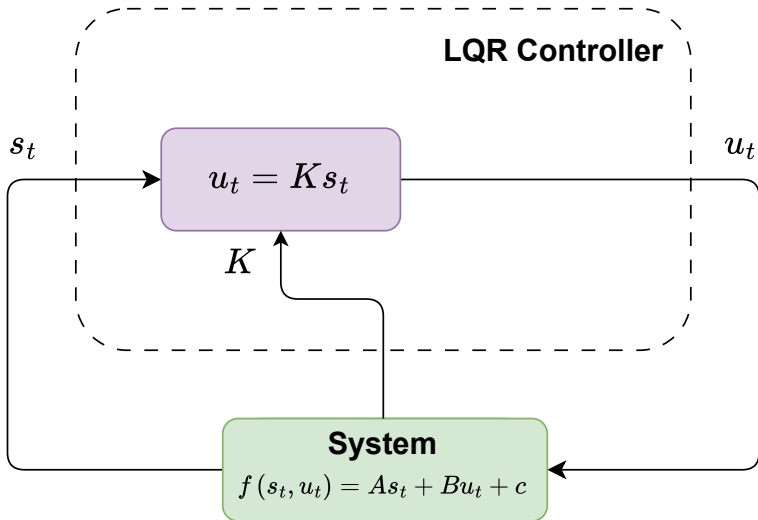 LQR Controller
s_t
u_t
u_t = Ks_t
K
System
f (s_t, u_t) = As_t + Bu_t + c